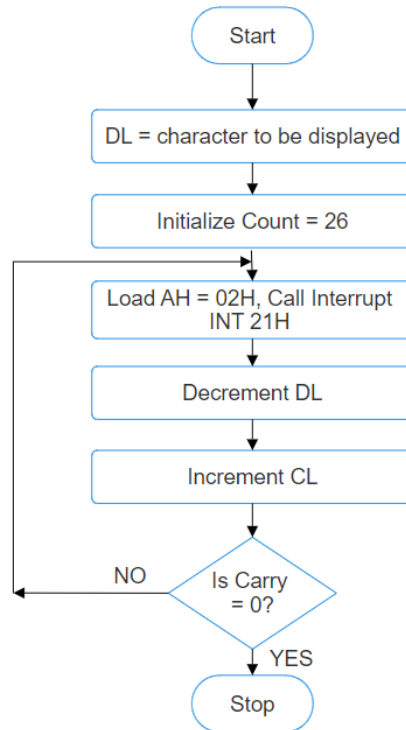 Start
DL = character to be displayed
Initialize Count = 26
Load AH = 02H, Call Interrupt
INT 21H
Decrement DL
Increment CL
Is Carry
= 0?
NO
YES
Stop